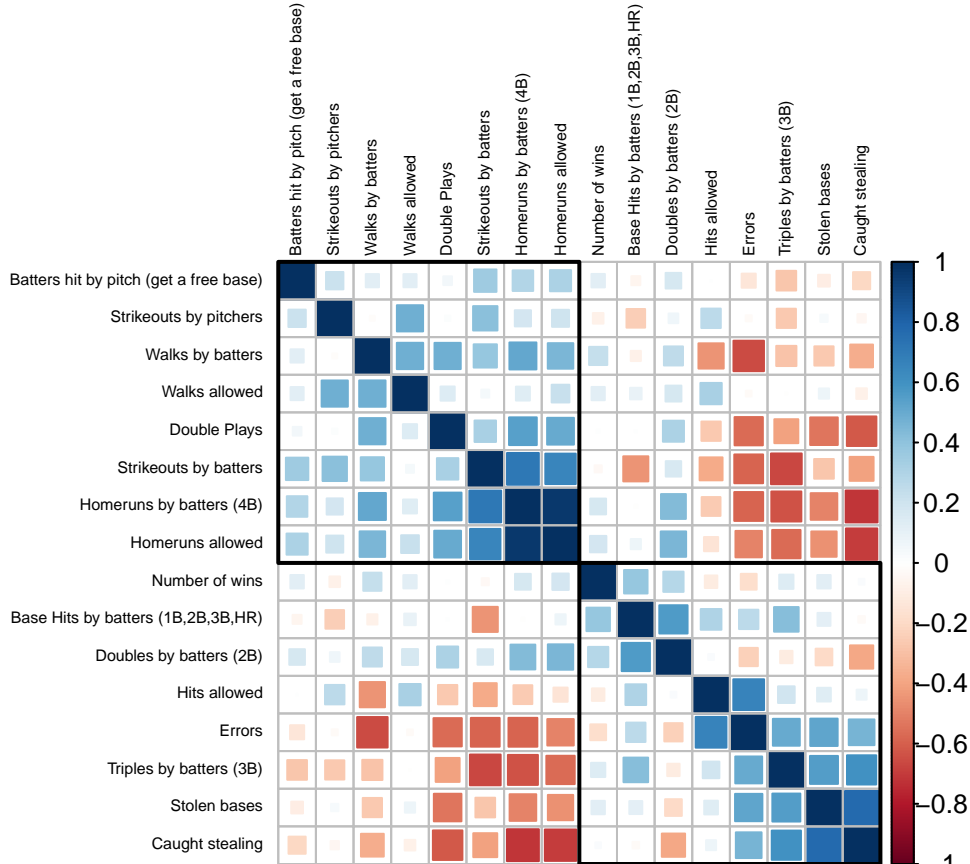 Batters hit by pitch (get a free base)
Strikeouts by pitchers
Walks by batters
Walks allowed
Double Plays
Strikeouts by batters
Homeruns by batters (4B)
Homeruns allowed
Number of wins
Base Hits by batters (1B,2B,3B,HR)
Doubles by batters (2B)
Hits allowed
Errors
Triples by batters (3B)
Stolen bases
Caught stealing
Batters hit by pitch (get a free base)
Strikeouts by pitchers
Walks by batters
Walks allowed
Double Plays
Strikeouts by batters
Homeruns by batters (4B)
Homeruns allowed
Number of wins
Base Hits by batters (1B,2B,3B,HR)
Doubles by batters (2B)
Hits allowed
Errors
Triples by batters (3B)
Stolen bases
Caught stealing
1
0.8
0.6
0.4
0.2
0
−0.2
−0.4
−0.6
−0.8
−1